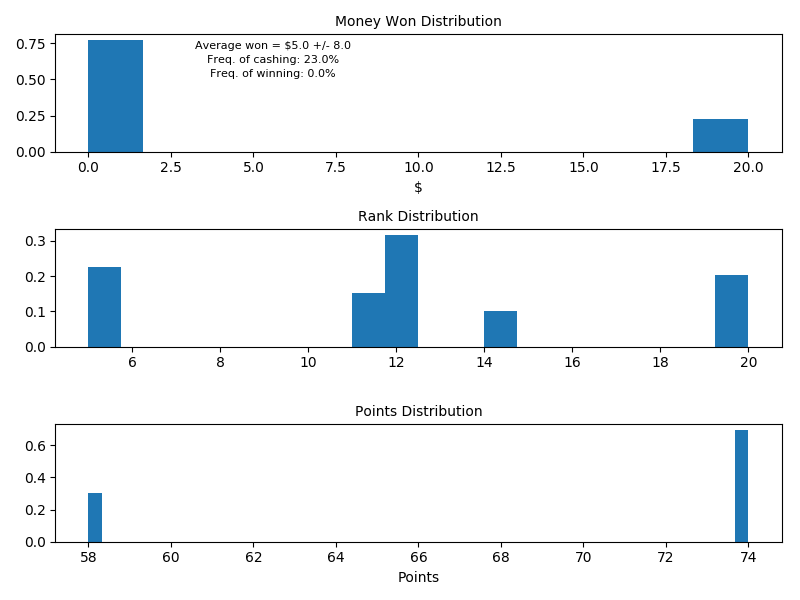 Money Won Distribution
Average won = $5.0 +/- 8.0
Freq. of cashing: 23.0%
Freq. of winning: 0.0%
0.75
0.50
0.25
0.00
0.0 2.5 5.0 7.5 10.0 12.5 15.0 17.5 20.0
$
Rank Distribution
0.3
0.2
0.1
0.0
6 8 10 12 14 16 18 20
Points Distribution
0.6
0.4
0.2
0.0
58 60 62 64 66 68 70 72 74
Points